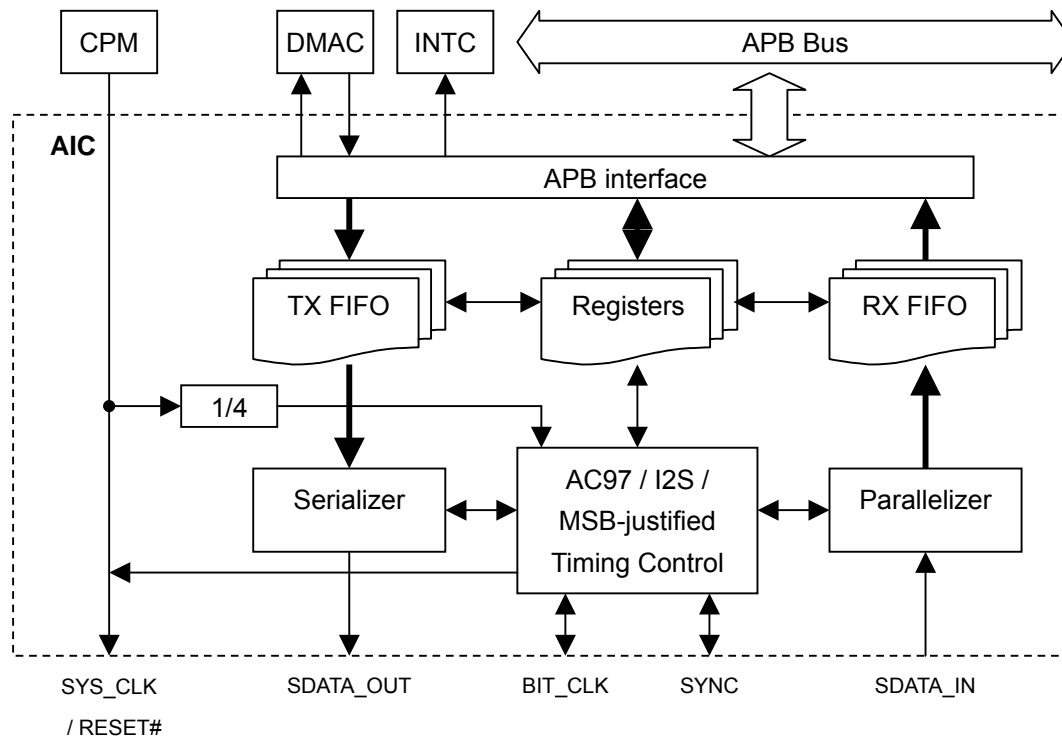 CPM
DMAC
INTC
APB Bus
AIC
APB interface
TX FIFO
Registers
RX FIFO
1/4
Serializer
AC97 / I2S /
MSB-justified
Timing Control
Parallelizer
SYS_CLK
/ RESET#
SDATA_OUT
BIT_CLK
SYNC
SDATA_IN